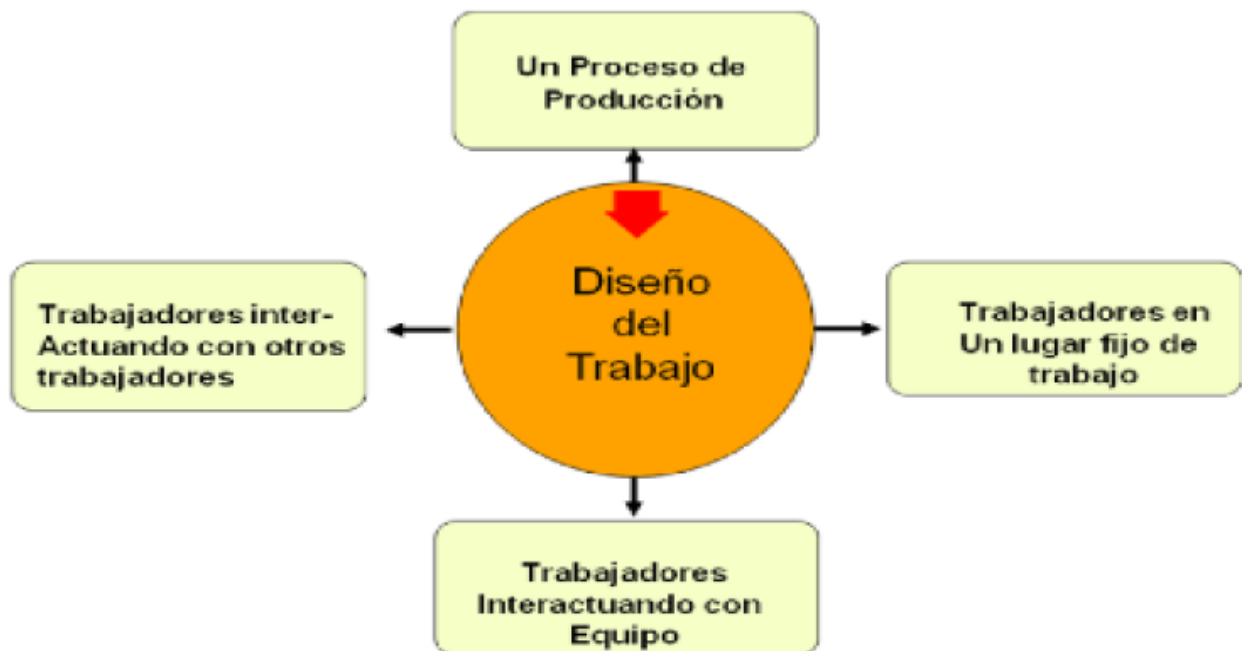 Un Proceso de
Producción
Diseño
del
Trabajo
Trabajadores inter-
Actuando con otros
trabajadores
Trabajadores en
Un lugar fijo de
trabajo
Trabajadores
Interactuando con
Equipo